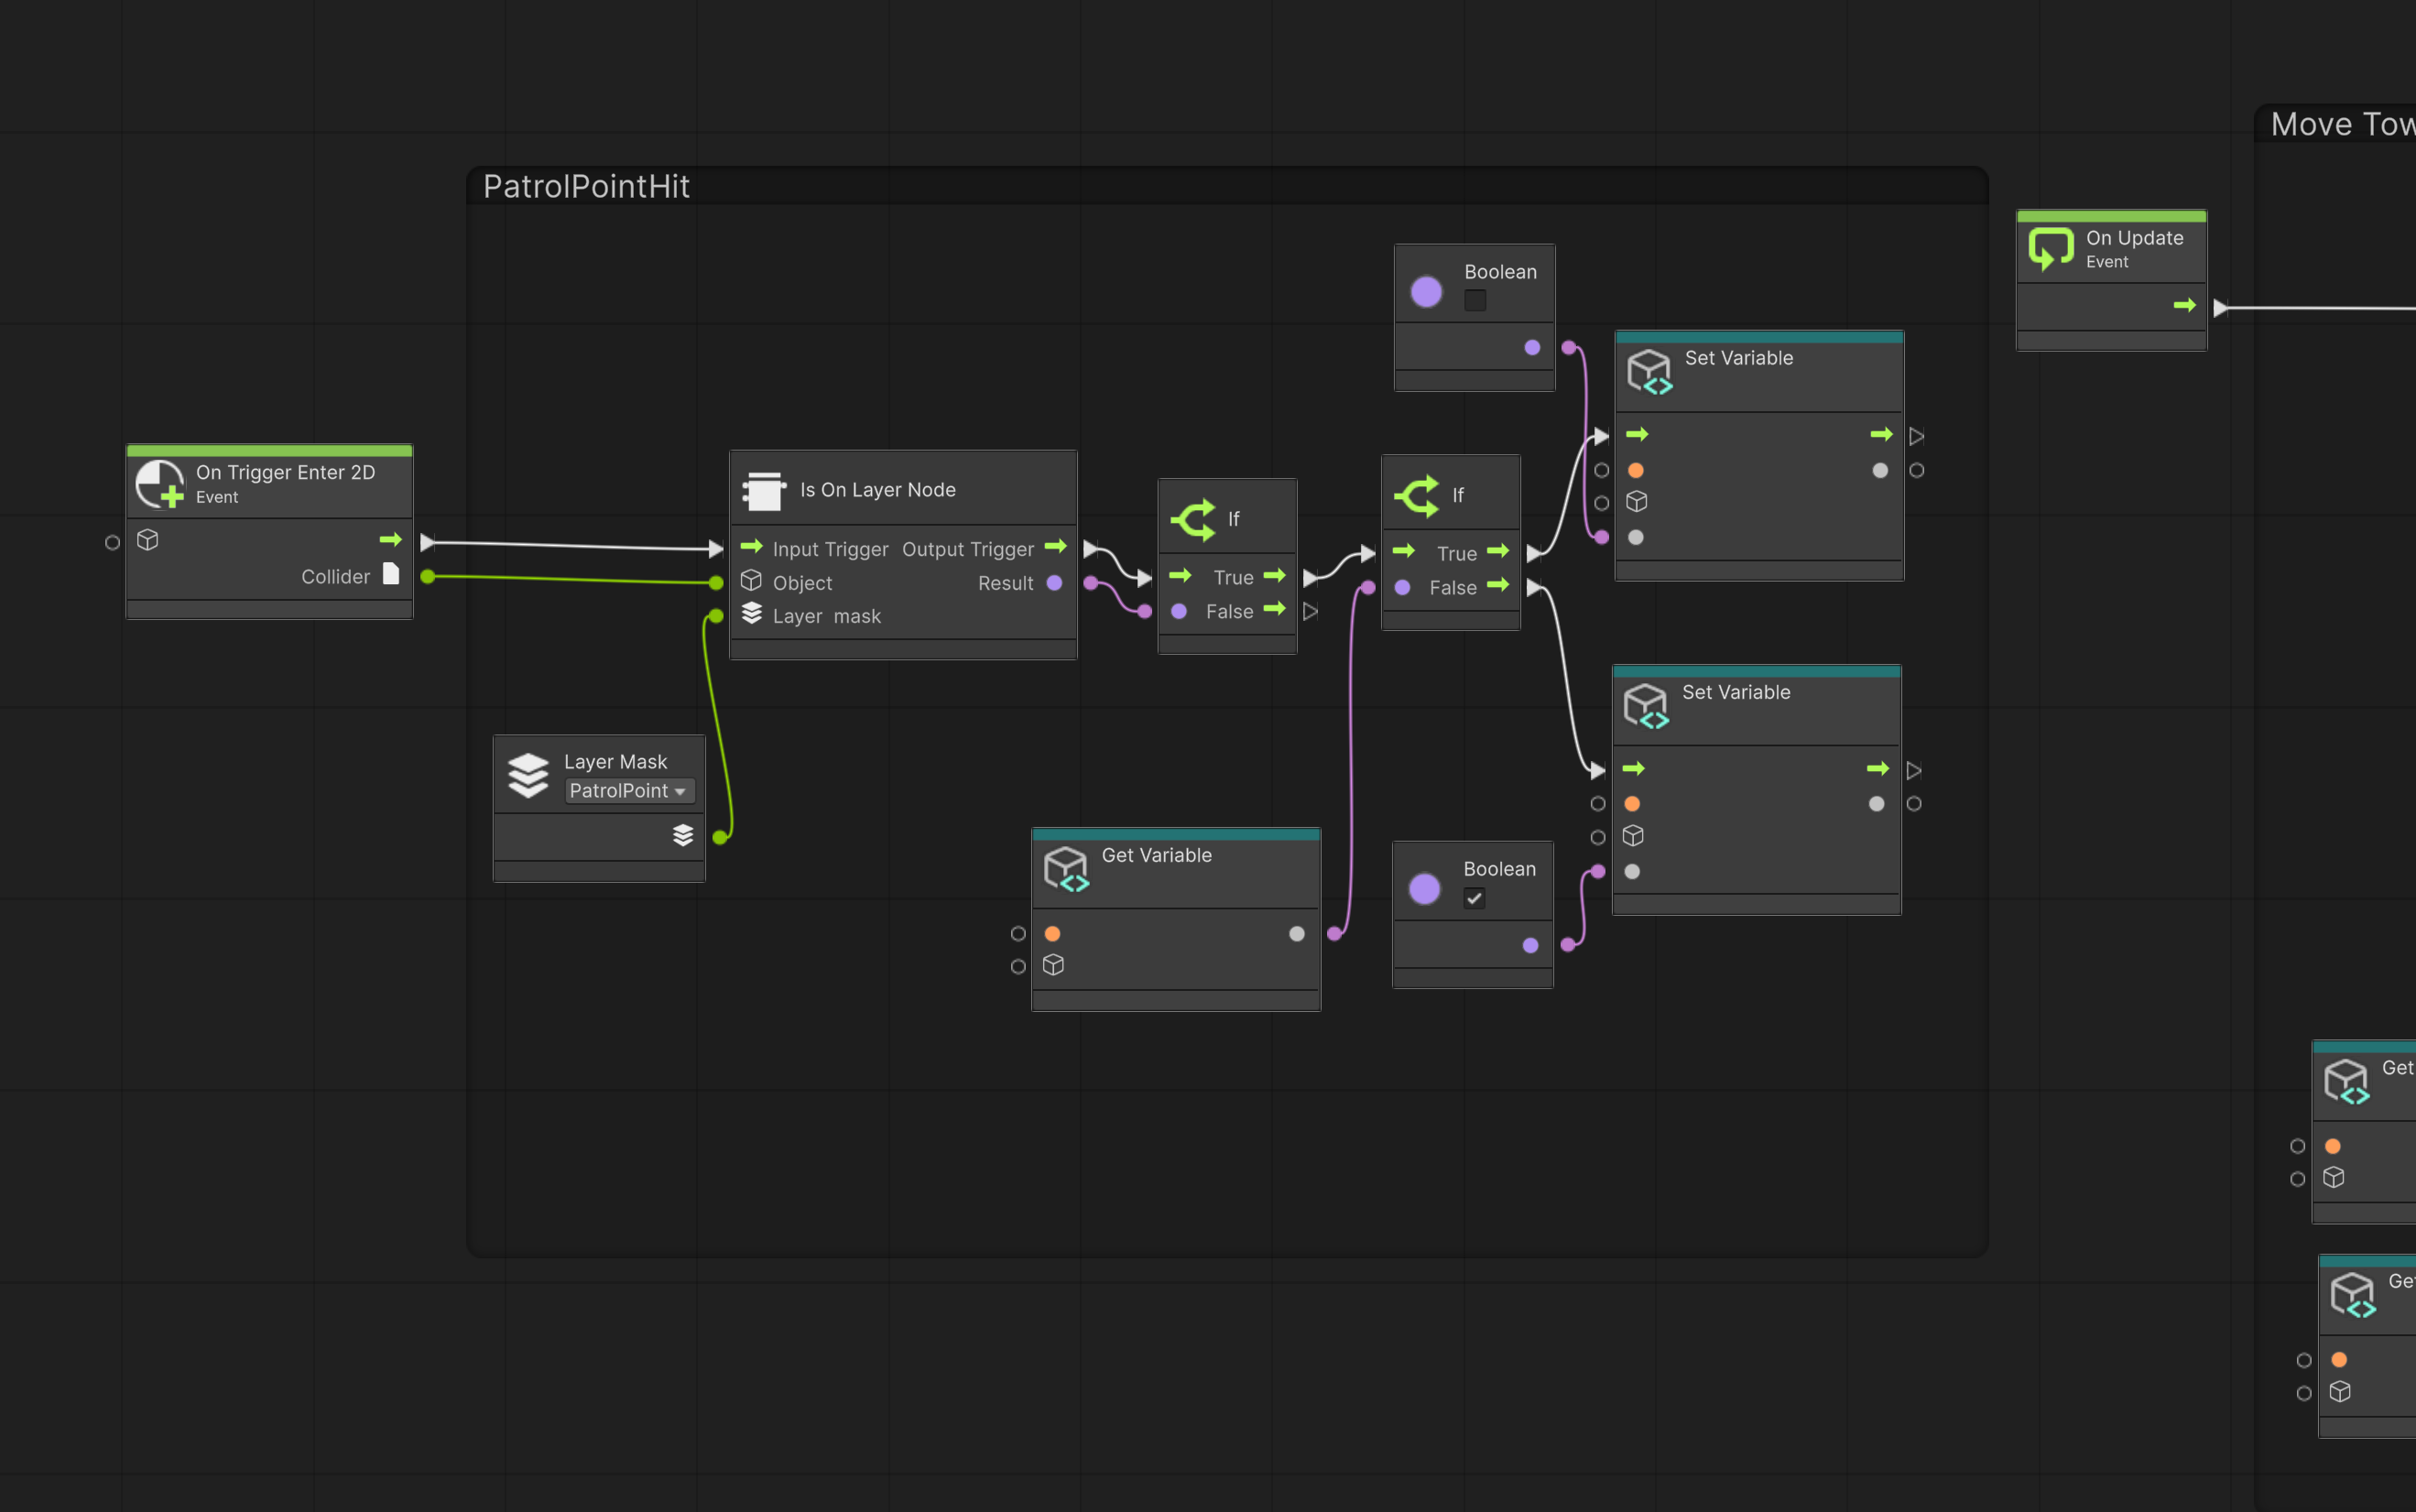 Move Tow
PatrolPointHit
On Update
Event
Boolean
Set Variable
On Trigger Enter 2D
Event
Collider
Is On Layer Node
Input Trigger Output Trigger
Object Result
Layer mask
If
True
False
If
True
False
Set Variable
Layer Mask
PatrolPoint
Get Variable
Boolean
Get
Get